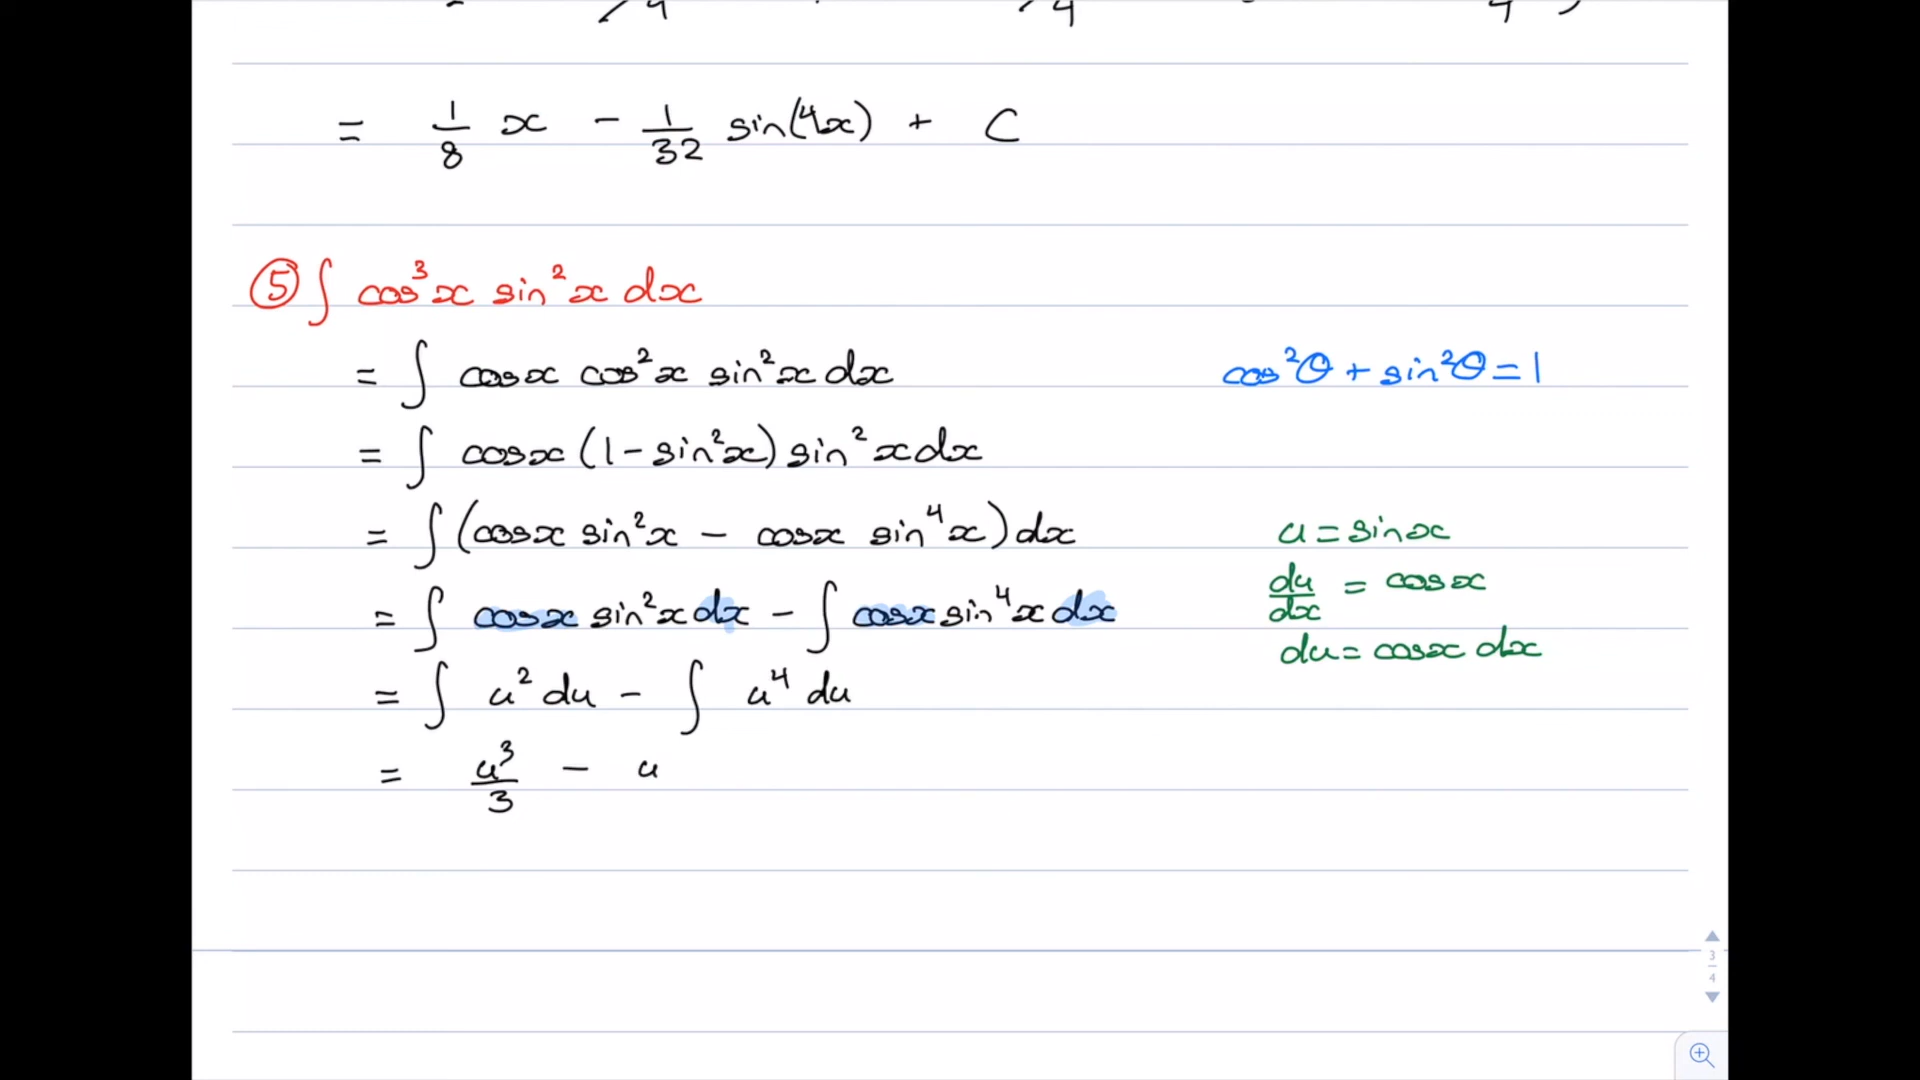 = 1/8 x - 1/32 sin(4x) + C
⑤ ∫ cos³x sin²x dx
= ∫ cosx cos²x sin²x dx
cos²θ + sin²θ = 1
= ∫ cosx (1 - sin²x) sin²x dx
= ∫ (cosx sin²x - cosx sin⁴x) dx
u = sinx
= ∫ cosx sin²x dx - ∫ cosx sin⁴x dx
du/dx = cosx
du = cosx dx
= ∫ u² du - ∫ u⁴ du
= u³/3 - u
3
4